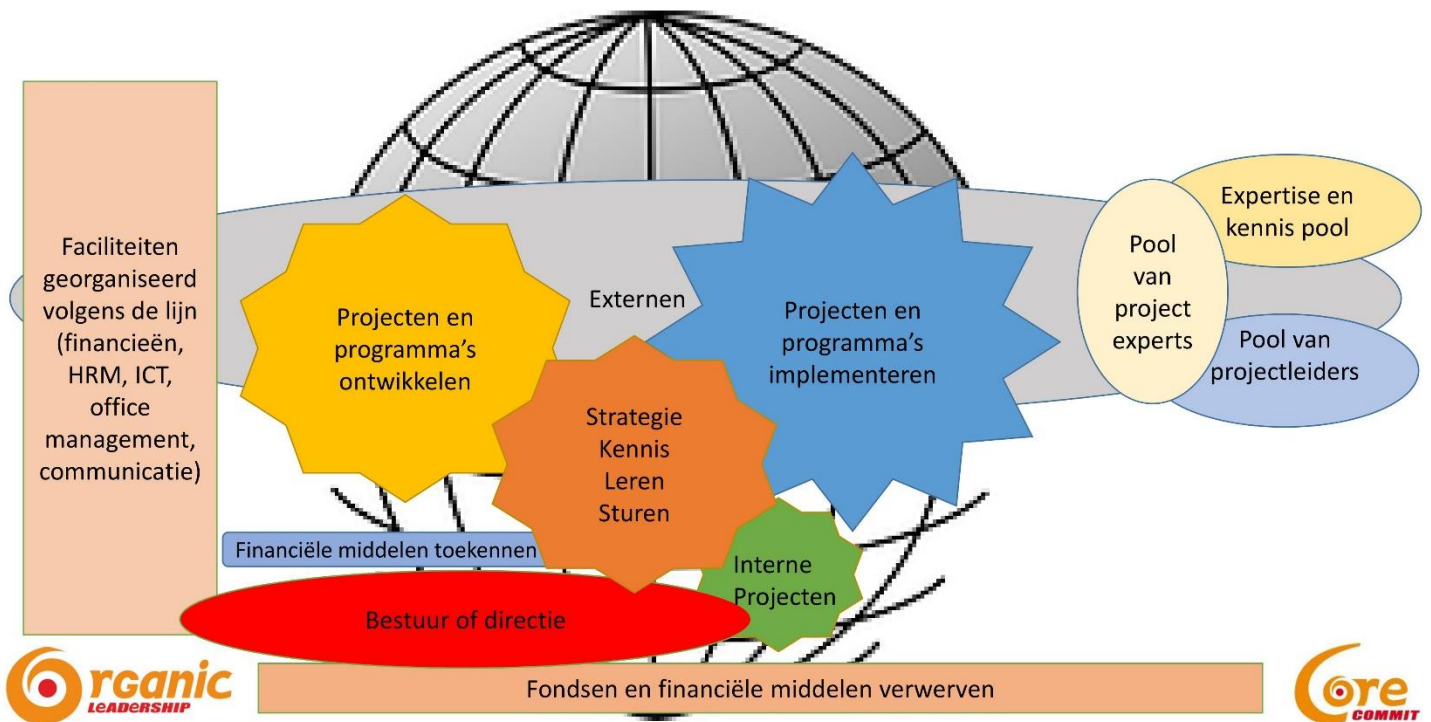 Faciliteiten
georganiseerd
volgens de lijn
(financieën,
HRM, ICT,
office
management,
communicatie)
Projecten en
programma's
ontwikkelen
Externen
Projecten en
programma's
implementeren
Pool
van
project
experts
Expertise en
kennis pool
Pool van
projectleiders
Strategie
Kennis
Leren
Sturen
Financiële middelen toekennen
Interne
Projecten
Bestuur of directie
Fondsen en financiële middelen verwerven
Organic
LEADERSHIP
Core
COMMIT